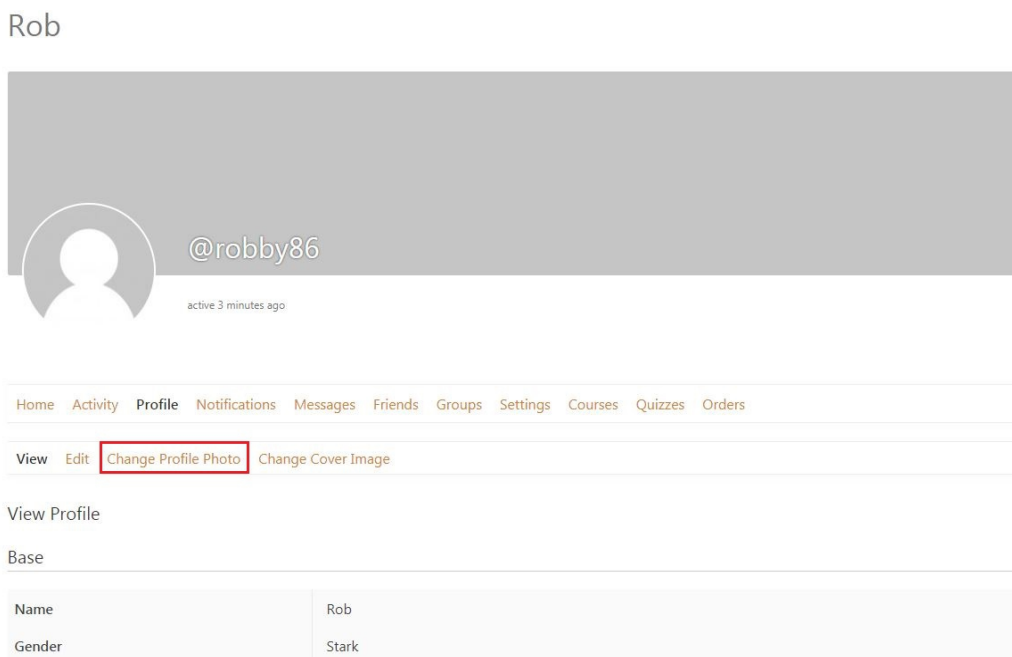 Rob
@robby86
active 3 minutes ago
Home Activity Profile Notifications Messages Friends Groups Settings Courses Quizzes Orders
View Edit Change Profile Photo Change Cover Image
View Profile
Base
Name Rob
Gender Stark